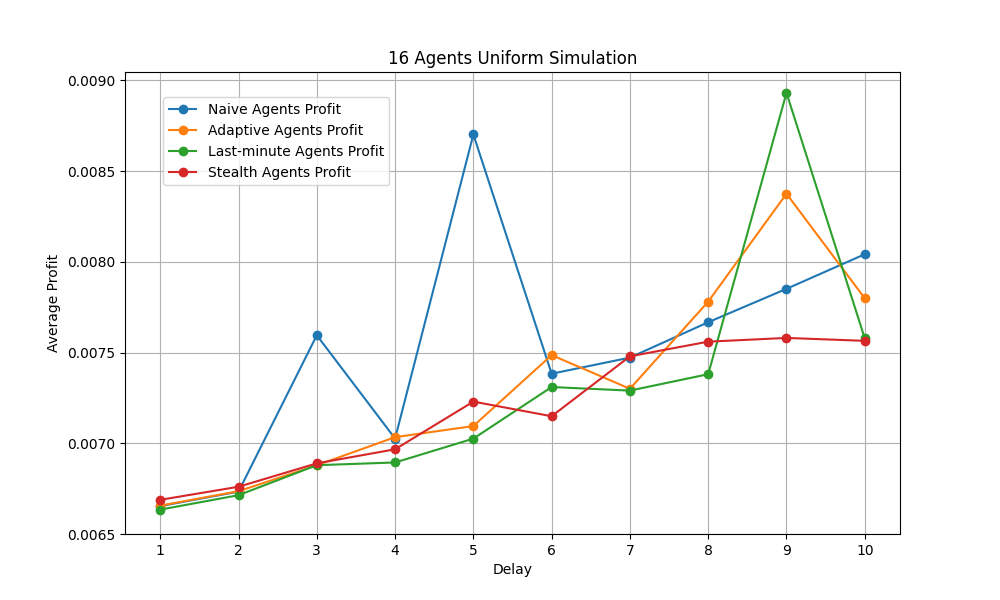 16 Agents Uniform Simulation
Naive Agents Profit
Adaptive Agents Profit
Last-minute Agents Profit
Stealth Agents Profit
Average Profit
0.0090
0.0085
0.0080
0.0075
0.0070
0.0065
1 2 3 4 5 6 7 8 9 10
Delay